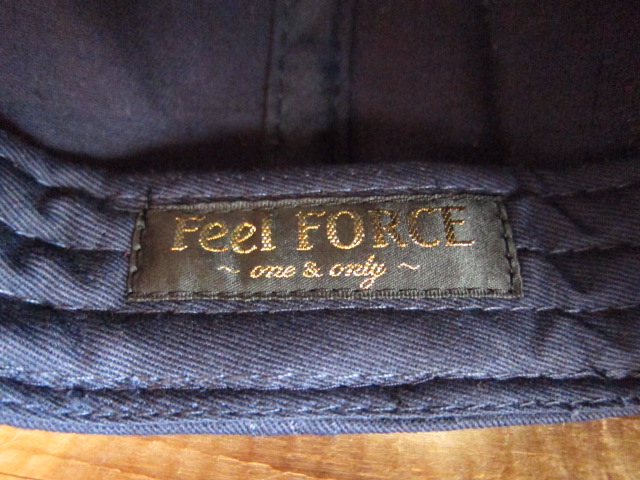 Feel FORCE
~ one & only ~